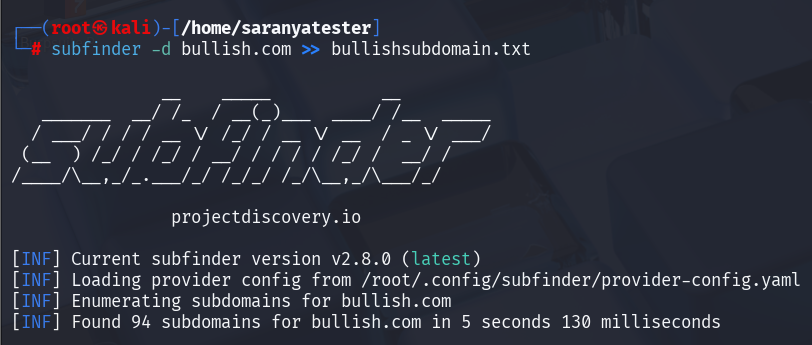 ┌──(root㉿kali)-[/home/saranyatester]
└─# subfinder -d bullish.com >> bullishsubdomain.txt
subfinder
projectdiscovery.io
[INF] Current subfinder version v2.8.0 (latest)
[INF] Loading provider config from /root/.config/subfinder/provider-config.yaml
[INF] Enumerating subdomains for bullish.com
[INF] Found 94 subdomains for bullish.com in 5 seconds 130 milliseconds